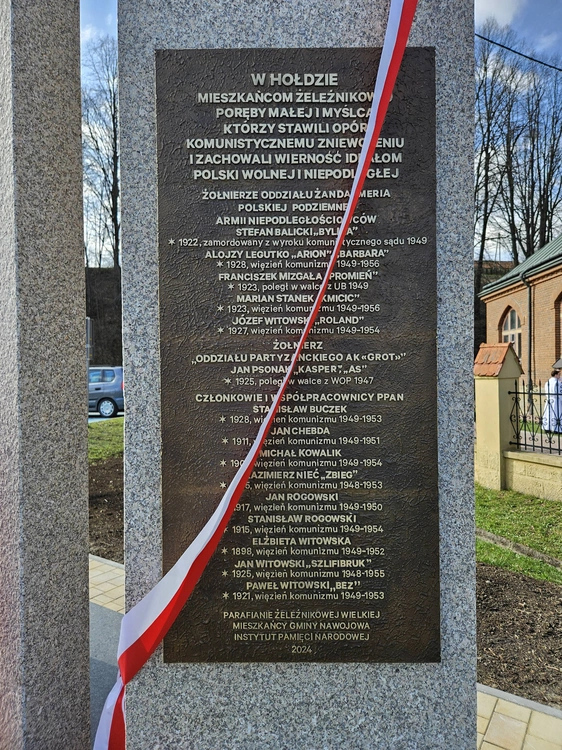 W HOŁDZIE
MIESZKAŃCOM ŻELEŹNIKOWEJ
PORĘBY MAŁEJ I MYŚLCA
KTÓRZY STAWILI OPÓR
KOMUNISTYCZNEMU ZNIEWOLENIU
I ZACHOWALI WIERNOŚĆ IDEAŁOM
POLSKI WOLNEJ I NIEPODLEGŁEJ
ŻOŁNIERZE ODDZIAŁU ŻANDARMERIA
POLSKIEJ PODZIEMNEJ
ARMII NIEPODLEGŁOŚCIOWCÓW
STEFAN BALICKI „BYLINA"
✶ 1922, zamordowany z wyroku komunistycznego sądu 1949
ALOJZY LEGUTKO „ARION", „BARBARA"
✶ 1928, więzień komunizmu 1949-1956
FRANCISZEK MIZGAŁA „PROMIEŃ"
✶ 1923, poległ w walce z UB 1949
MARIAN STANEK „KMICIC"
✶ 1923, więzień komunizmu 1949-1956
JÓZEF WITOWSKI „ROLAND"
✶ 1927, więzień komunizmu 1949-1954
ŻOŁNIERZ
„ODDZIAŁU PARTYZANCKIEGO AK «GROT»"
JAN PSONAK „KASPER", „AS"
✶ 1925, poległ w walce z WOP 1947
CZŁONKOWIE I WSPÓŁPRACOWNICY PPAN
STANISŁAW BUCZEK
✶ 1928, więzień komunizmu 1949-1953
JAN CHEBDA
✶ 1911, więzień komunizmu 1949-1951
MICHAŁ KOWALIK
✶ więzień komunizmu 1949-1954
KAZIMIERZ NIEĆ „ZBIEG"
✶ więzień komunizmu 1948-1953
JAN ROGOWSKI
✶ 1917, więzień komunizmu 1949-1950
STANISŁAW ROGOWSKI
✶ 1915, więzień komunizmu 1949-1954
ELŻBIETA WITOWSKA
✶ 1898, więzień komunizmu 1949-1952
JAN WITOWSKI „SZLIFIBRUK"
✶ 1925, więzień komunizmu 1948-1955
PAWEŁ WITOWSKI „BEZ"
✶ 1921, więzień komunizmu 1949-1953
PARAFIANIE ŻELEŹNIKOWEJ WIELKIEJ
MIESZKAŃCY GMINY NAWOJOWA
INSTYTUT PAMIĘCI NARODOWEJ
2024